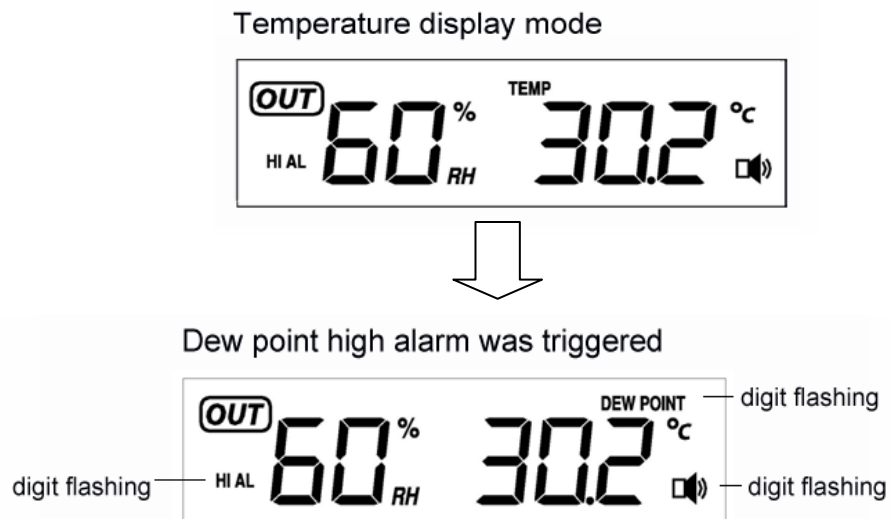 Temperature display mode
OUT 60 % RH TEMP 30.2 °C
HI AL
Dew point high alarm was triggered
OUT 60 % RH DEW POINT 30.2 °C digit flashing
digit flashing HI AL digit flashing